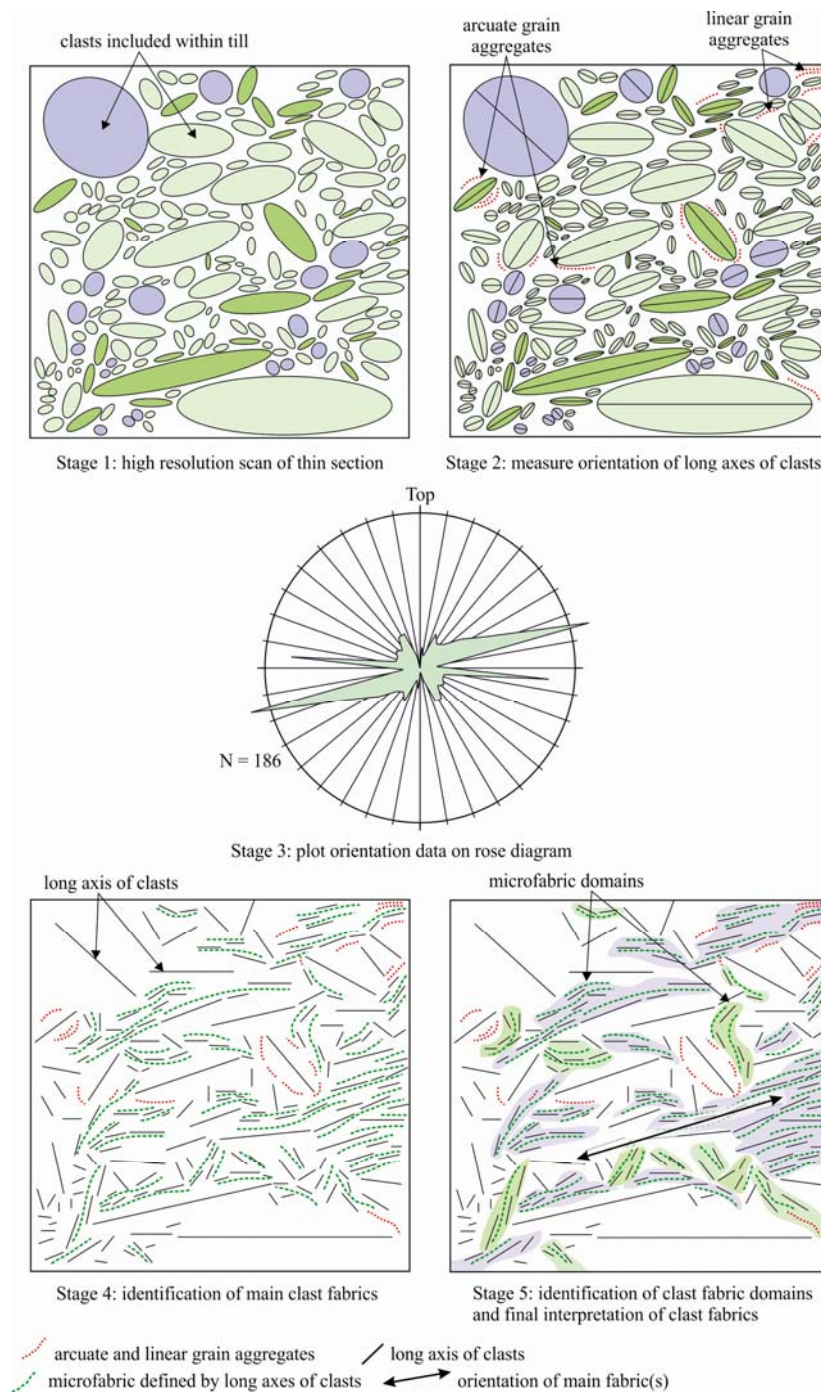 clasts included within till
arcuate grain
aggregates
linear grain
aggregates
Stage 1: high resolution scan of thin section
Stage 2: measure orientation of long axes of clasts
Top
N = 186
Stage 3: plot orientation data on rose diagram
long axis of clasts
microfabric domains
Stage 4: identification of main clast fabrics
Stage 5: identification of clast fabric domains
and final interpretation of clast fabrics
arcuate and linear grain aggregates
long axis of clasts
microfabric defined by long axes of clasts
orientation of main fabric(s)